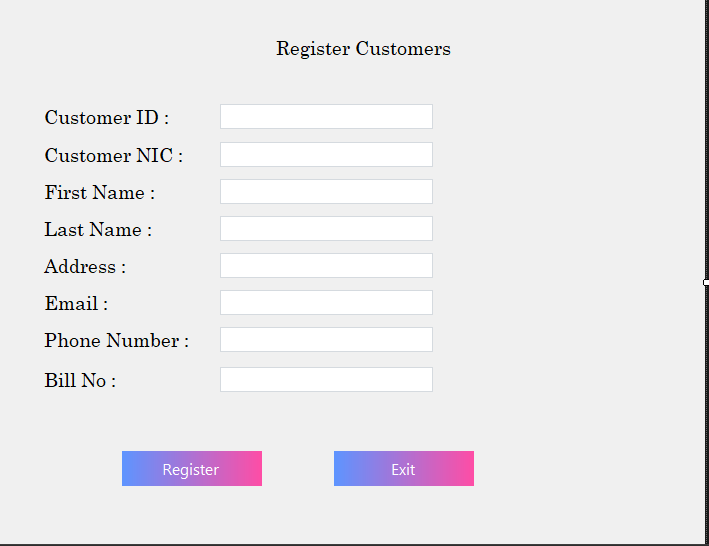 Register Customers
Customer ID :
Customer NIC :
First Name :
Last Name :
Address :
Email :
Phone Number :
Bill No :
Register Exit